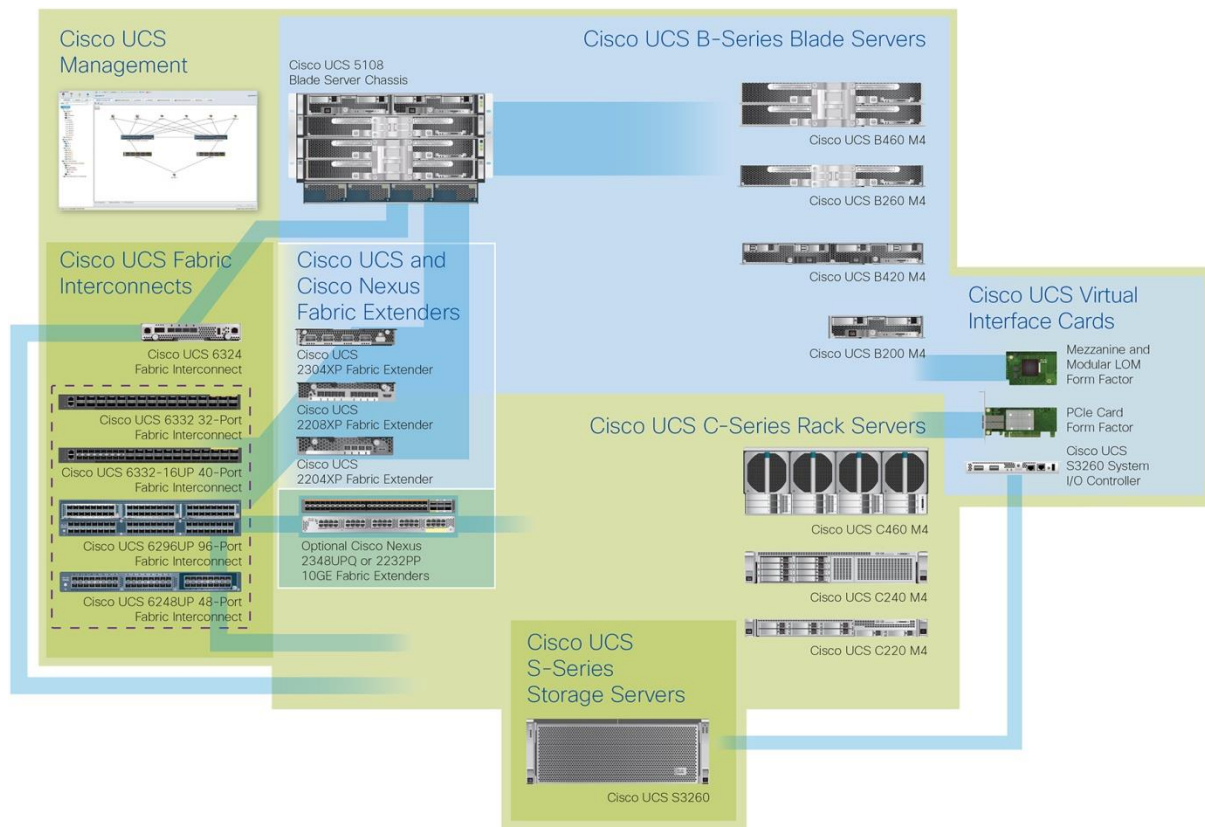 Cisco UCS
Management
Cisco UCS 5108
Blade Server Chassis
Cisco UCS B-Series Blade Servers
Cisco UCS B460 M4
Cisco UCS B260 M4
Cisco UCS B420 M4
Cisco UCS B200 M4
Cisco UCS Fabric
Interconnects
Cisco UCS 6324
Fabric Interconnect
Cisco UCS 6332 32-Port
Fabric Interconnect
Cisco UCS 6332-16UP 40-Port
Fabric Interconnect
Cisco UCS 6296UP 96-Port
Fabric Interconnect
Cisco UCS 6248UP 48-Port
Fabric Interconnect
Cisco UCS and
Cisco Nexus
Fabric Extenders
Cisco UCS
2304XP Fabric Extender
Cisco UCS
2208XP Fabric Extender
Cisco UCS
2204XP Fabric Extender
Optional Cisco Nexus
2348UPQ or 2232PP
10GE Fabric Extenders
Cisco UCS Virtual
Interface Cards
Mezzanine and
Modular LOM
Form Factor
PCIe Card
Form Factor
Cisco UCS
S3260 System
I/O Controller
Cisco UCS C-Series Rack Servers
Cisco UCS C460 M4
Cisco UCS C240 M4
Cisco UCS C220 M4
Cisco UCS
S-Series
Storage Servers
Cisco UCS S3260